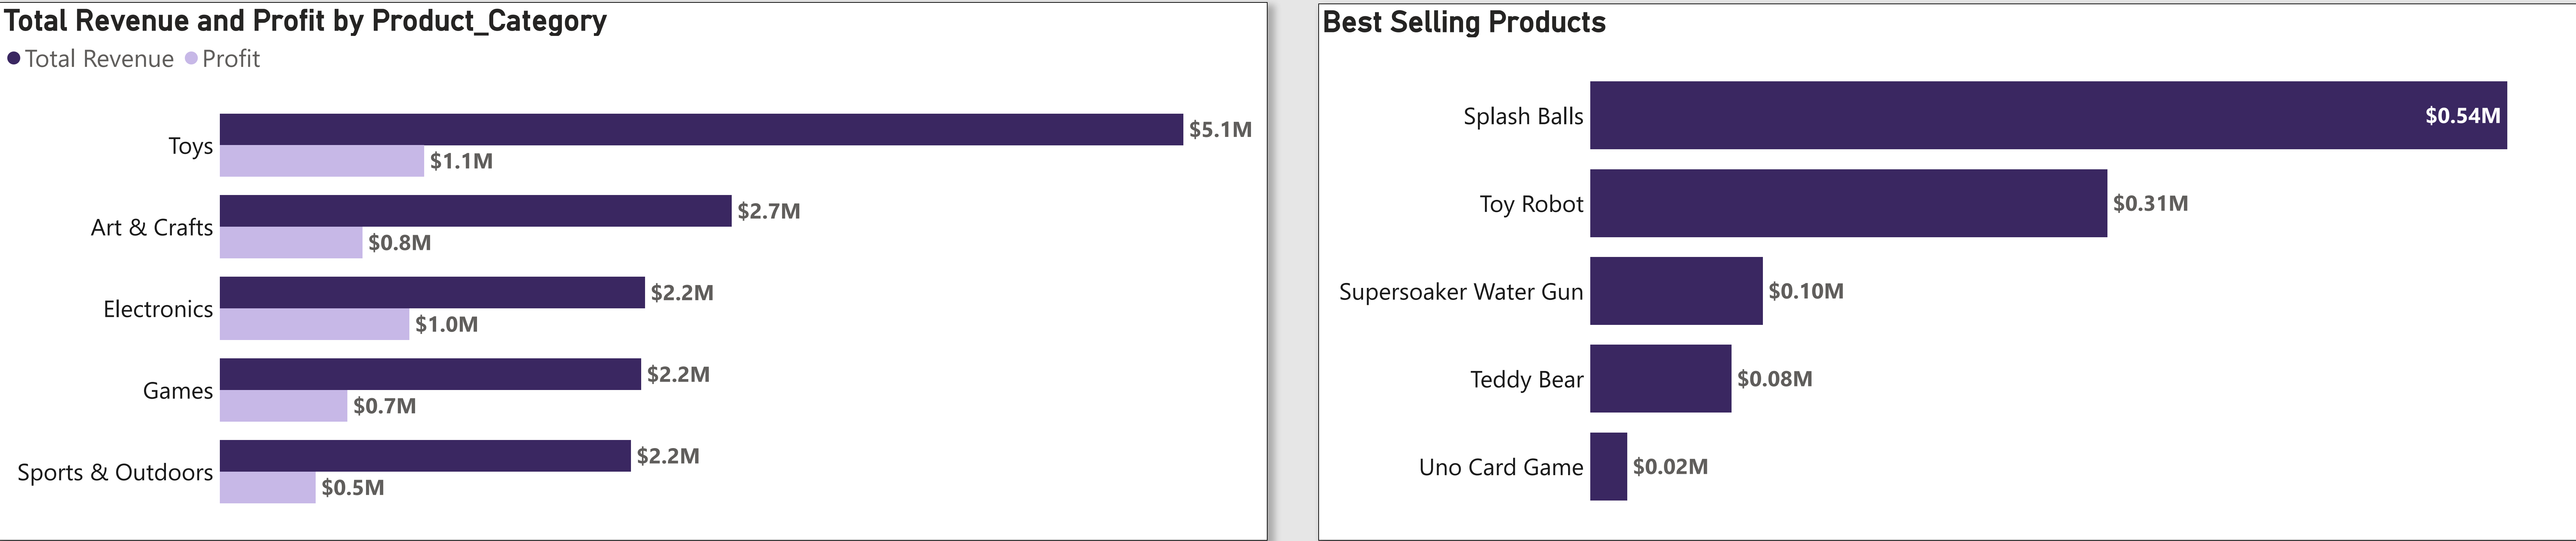 Total Revenue and Profit by Product_Category
Total Revenue Profit
Toys
$5.1M
$1.1M
Art & Crafts
$2.7M
$0.8M
Electronics
$2.2M
$1.0M
Games
$2.2M
$0.7M
Sports & Outdoors
$2.2M
$0.5M
Best Selling Products
Splash Balls
$0.54M
Toy Robot
$0.31M
Supersoaker Water Gun
$0.10M
Teddy Bear
$0.08M
Uno Card Game
$0.02M